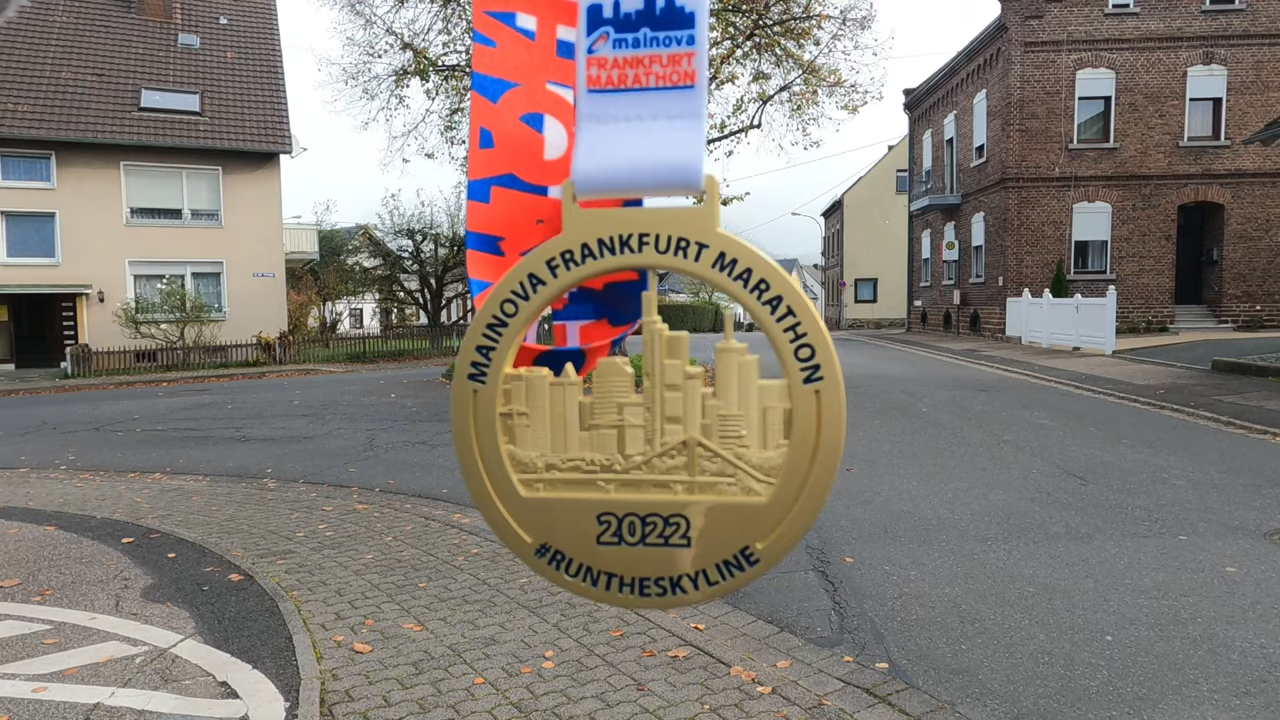 mainova
FRANKFURT
MARATHON
MAINOVA FRANKFURT MARATHON
2022
#RUNTHESKYLINE